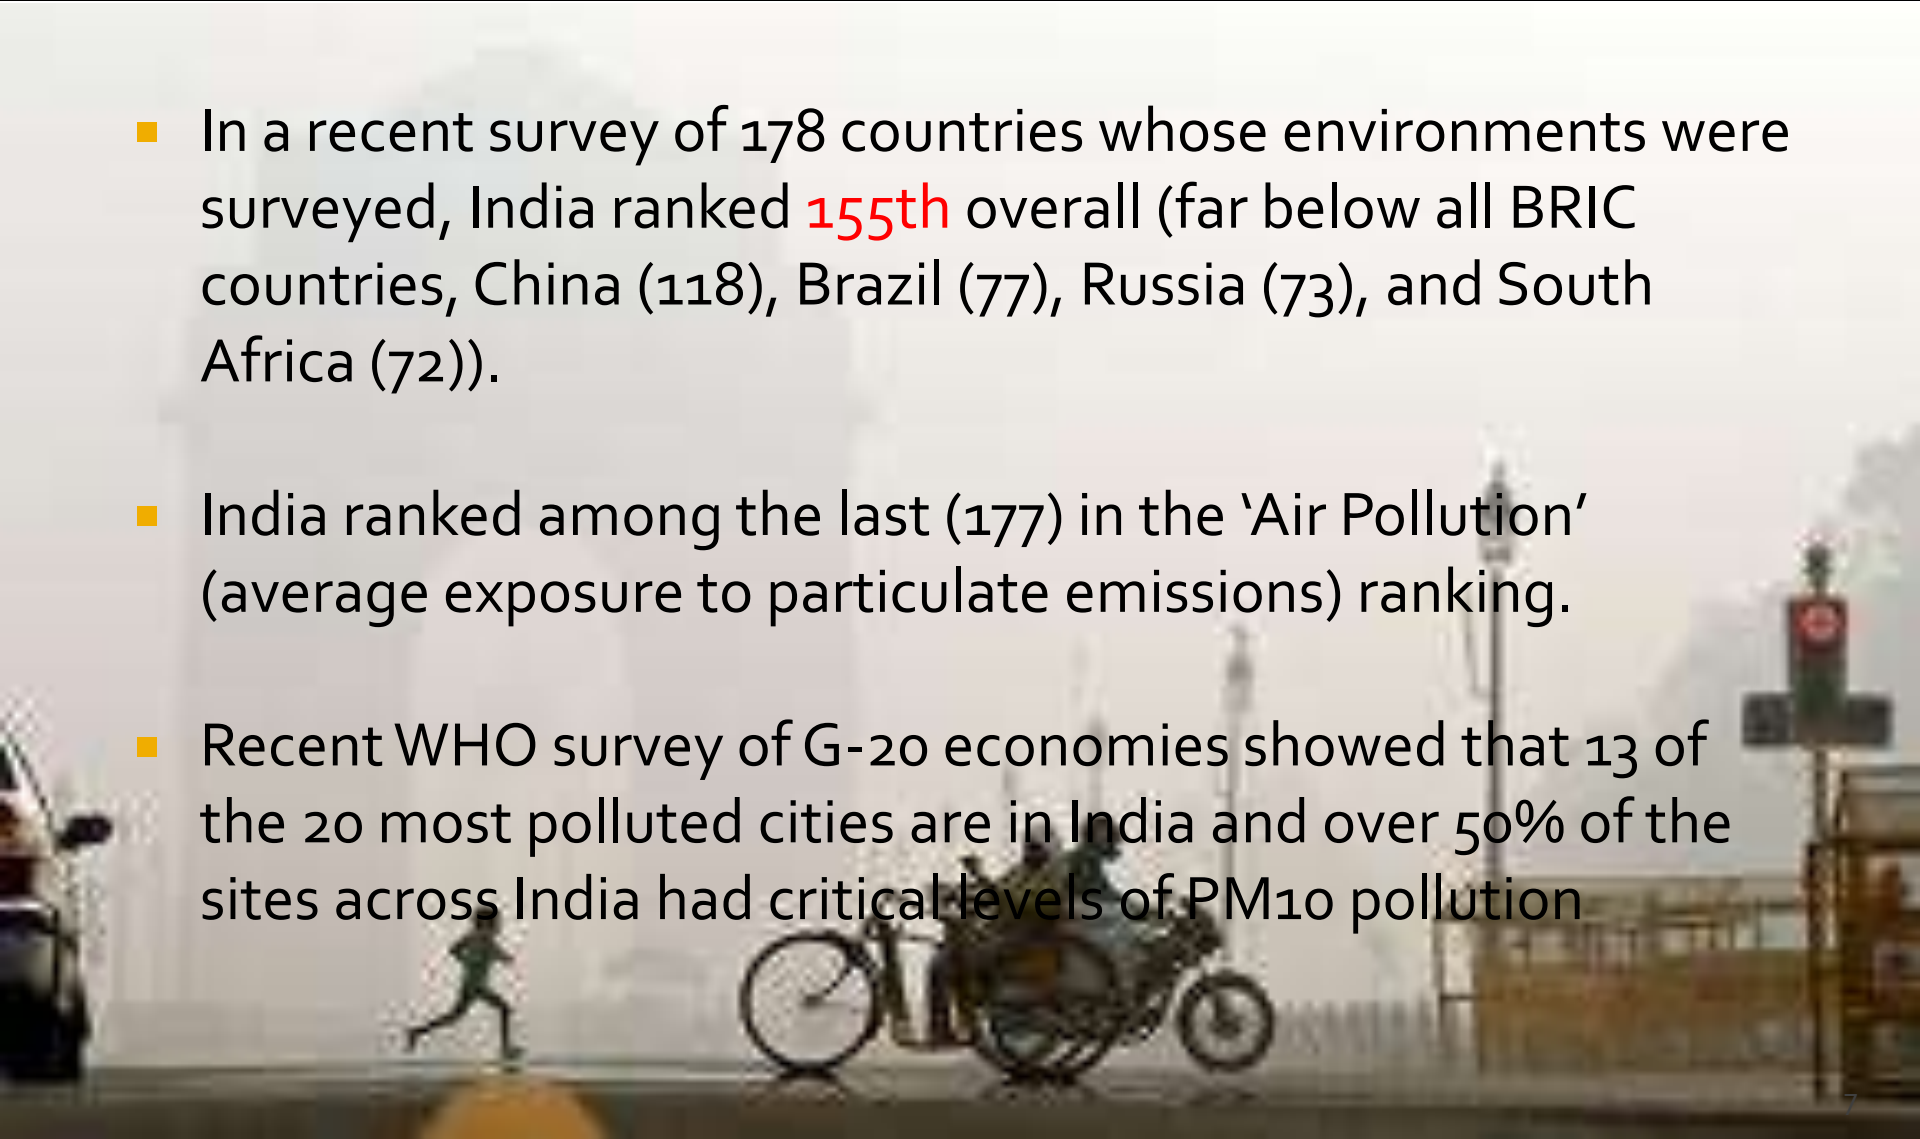 In a recent survey of 178 countries whose environments were
surveyed, India ranked 155th overall (far below all BRIC
countries, China (118), Brazil (77), Russia (73), and South
Africa (72)).
India ranked among the last (177) in the ‘Air Pollution’
(average exposure to particulate emissions) ranking.
Recent WHO survey of G-20 economies showed that 13 of
the 20 most polluted cities are in India and over 50% of the
sites across India had critical levels of PM10 pollution
7